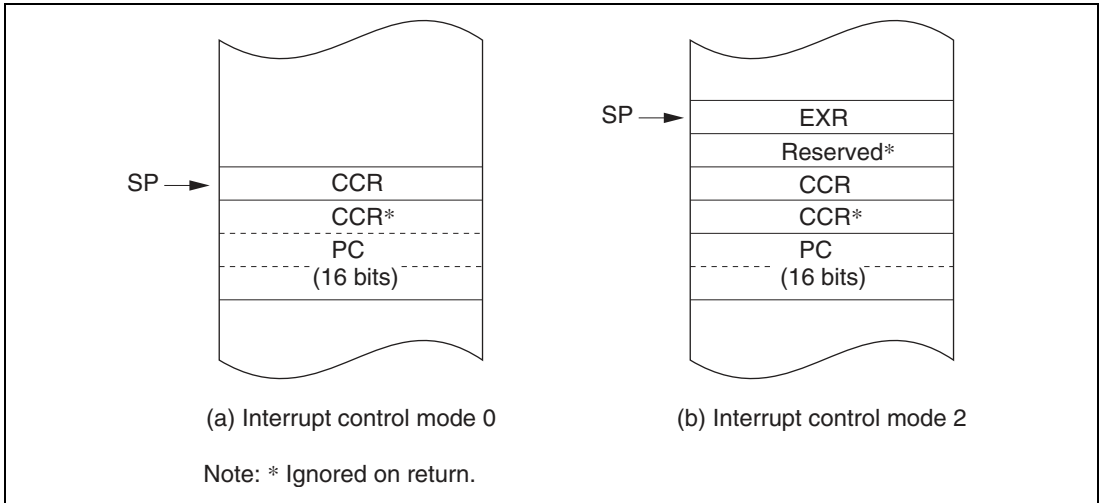 SP
CCR
CCR*
PC
(16 bits)
(a) Interrupt control mode 0
SP
EXR
Reserved*
CCR
CCR*
PC
(16 bits)
(b) Interrupt control mode 2
Note: * Ignored on return.